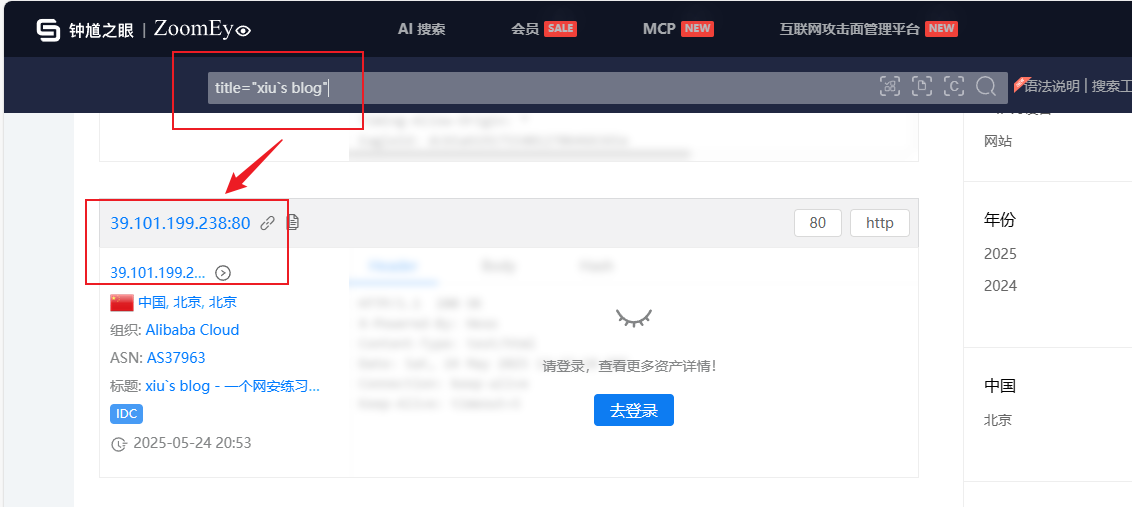 钟馗之眼 | ZoomEye AI 搜索 会员 SALE MCP NEW 互联网攻击面管理平台 NEW
title="xiu`s blog" 语法说明 | 搜索工
网站
39.101.199.238:80 80 http
年份
39.101.199.2... Header Body
2025
中国, 北京, 北京
2024
组织: Alibaba Cloud
ASN: AS37963
请登录，查看更多资产详情！
标题: xiu`s blog - 一个网安练习...
中国
IDC 去登录
北京
2025-05-24 20:53